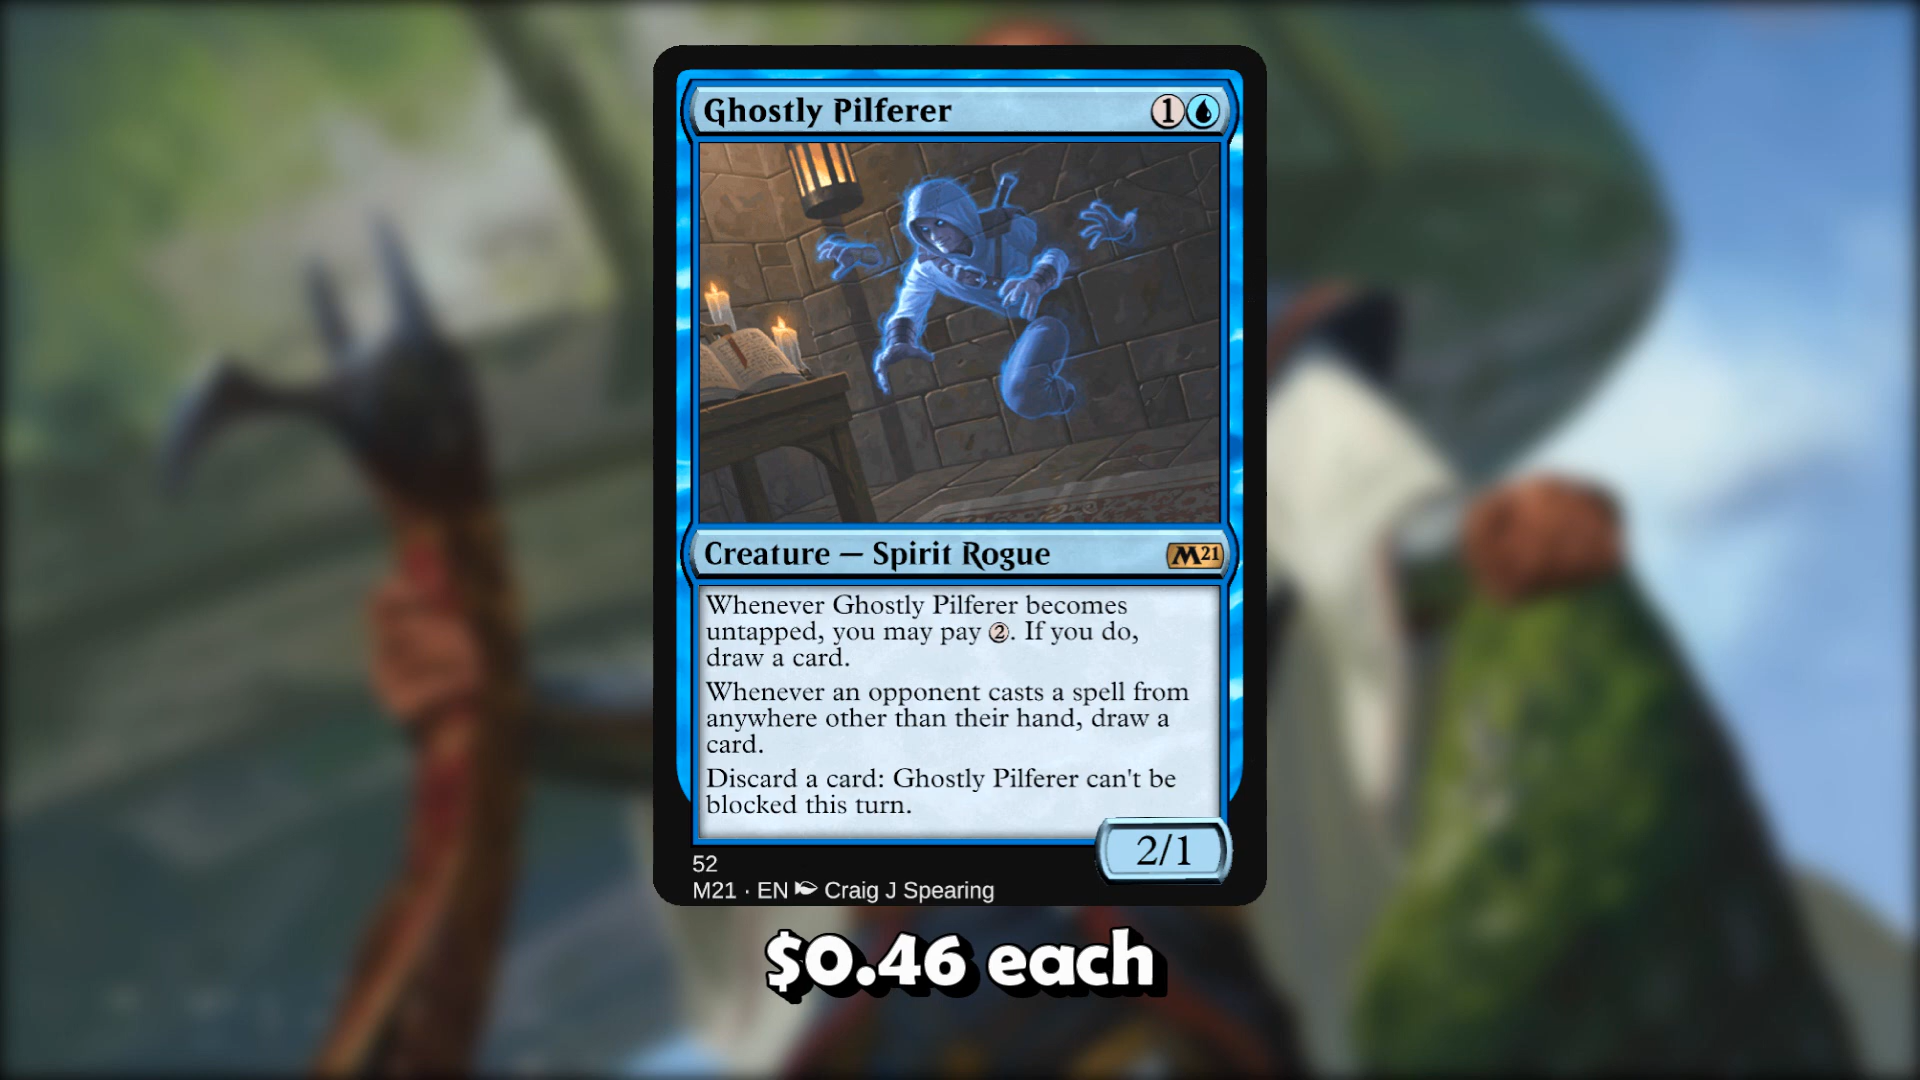 Ghostly Pilferer 1
Creature — Spirit Rogue M21
Whenever Ghostly Pilferer becomes
untapped, you may pay 2. If you do,
draw a card.
Whenever an opponent casts a spell from
anywhere other than their hand, draw a
card.
Discard a card: Ghostly Pilferer can't be
blocked this turn.
2/1
52
M21 · EN Craig J Spearing
$0.46 each